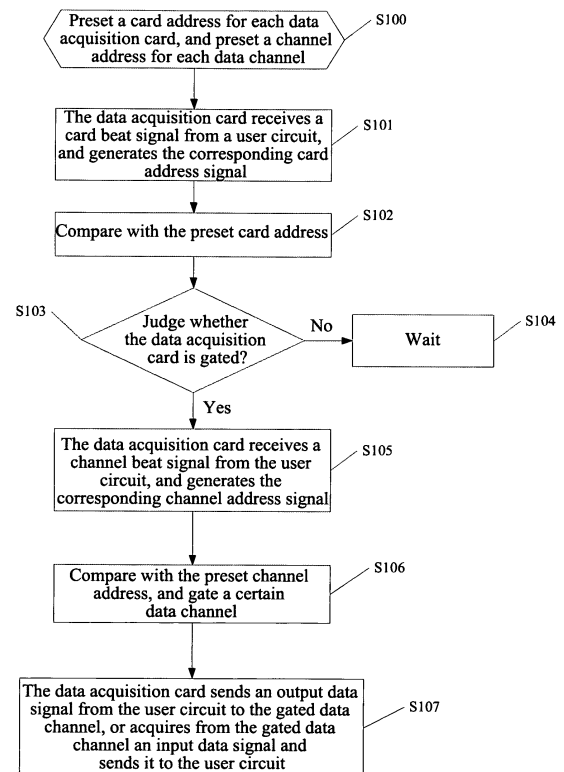 Preset a card address for each data
acquisition card, and preset a channel
address for each data channel
S100
The data acquisition card receives a
card beat signal from a user circuit,
and generates the corresponding card
address signal
S101
Compare with the preset card address
S102
S103
Judge whether
the data acquisition
card is gated?
No
Wait
S104
Yes
The data acquisition card receives a
channel beat signal from the user
circuit, and generates the
corresponding channel address signal
S105
Compare with the preset channel
address, and gate a certain
data channel
S106
The data acquisition card sends an output data
signal from the user circuit to the gated data
channel, or acquires from the gated data
channel an input data signal and
sends it to the user circuit
S107